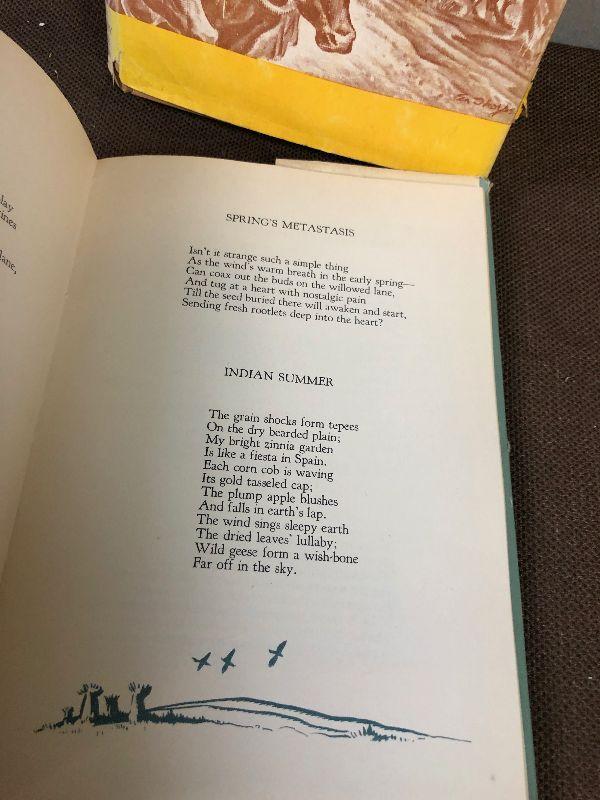 lay
ines
lane,
SPRING'S METASTASIS
Isn't it strange such a simple thing
As the wind's warm breath in the early spring—
Can coax out the buds on the willowed lane,
And tug at a heart with nostalgic pain
Till the seed buried there will awaken and start,
Sending fresh rootlets deep into the heart?
INDIAN SUMMER
The grain shocks form tepees
On the dry bearded plain;
My bright zinnia garden
Is like a fiesta in Spain.
Each corn cob is waving
Its gold tasseled cap;
The plump apple blushes
And falls in earth's lap.
The wind sings sleepy earth
The dried leaves' lullaby;
Wild geese form a wish-bone
Far off in the sky.